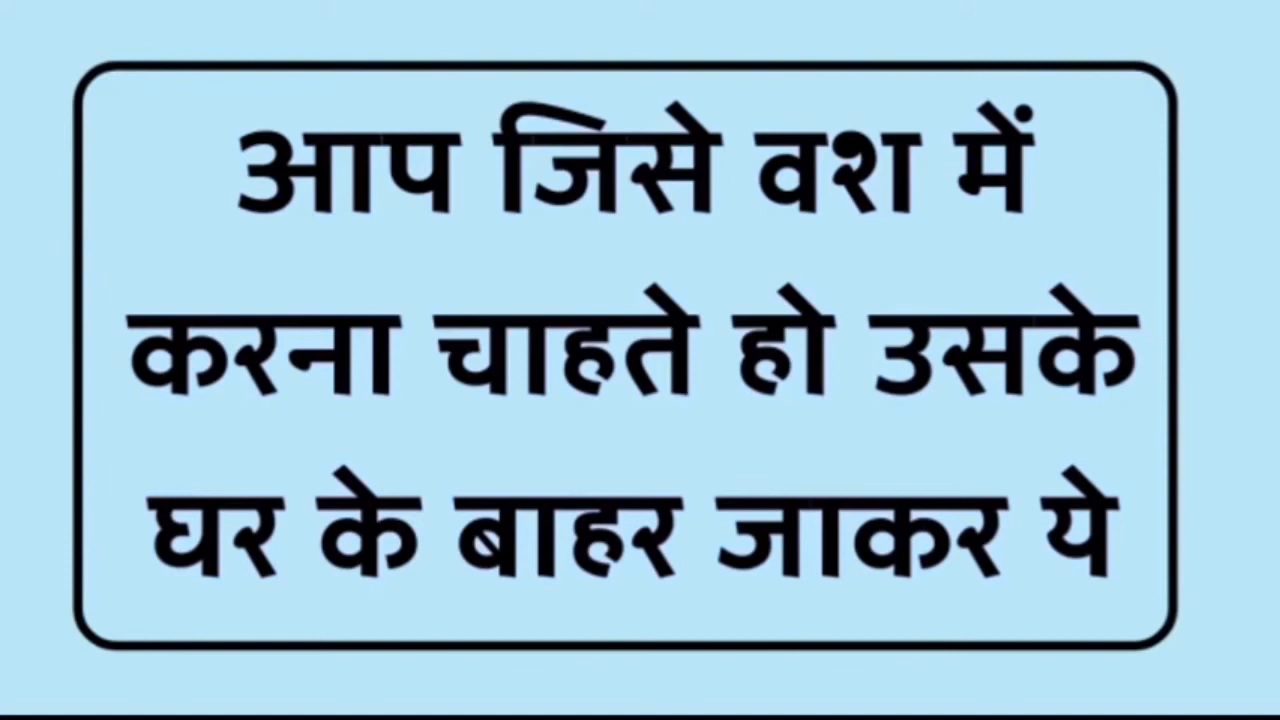 आप जिसे वश में
करना चाहते हो उसके
घर के बाहर जाकर ये